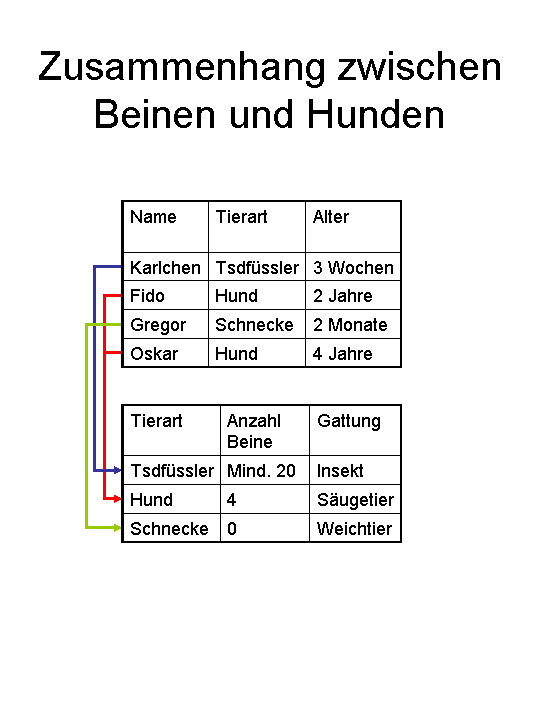 Zusammenhang zwischen
Beinen und Hunden
Name Tierart Alter
Karlchen Tsdfüssler 3 Wochen
Fido Hund 2 Jahre
Gregor Schnecke 2 Monate
Oskar Hund 4 Jahre
Tierart Anzahl Gattung
Beine
Tsdfüssler Mind. 20 Insekt
Hund 4 Säugetier
Schnecke 0 Weichtier